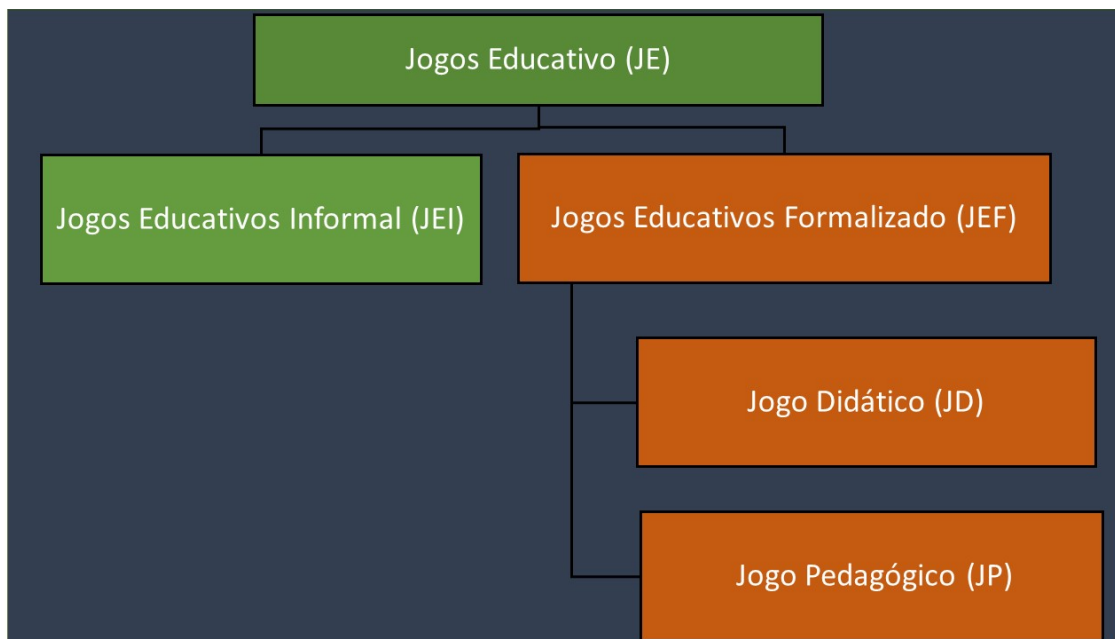 Jogos Educativo (JE)
Jogos Educativos Informal (JEI)
Jogos Educativos Formalizado (JEF)
Jogo Didático (JD)
Jogo Pedagógico (JP)